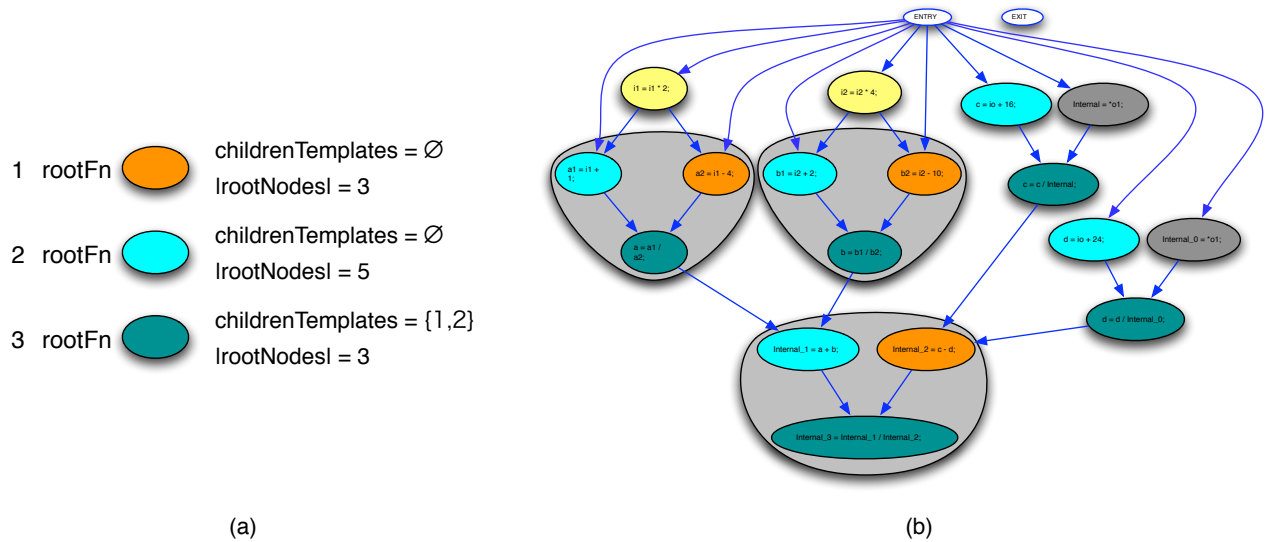 ENTRY
EXIT
i1 = i1 * 2;
i2 = i2 * 4;
c = io + 16;
Internal = *o1;
a1 = i1 +
1;
a2 = i1 - 4;
b1 = i2 + 2;
b2 = i2 - 10;
c = c / Internal;
a = a1 /
a2;
b = b1 / b2;
d = io + 24;
Internal_0 = *o1;
d = d / Internal_0;
Internal_1 = a + b;
Internal_2 = c - d;
Internal_3 = Internal_1 / Internal_2;
1 rootFn
childrenTemplates = ∅
|rootNodes| = 3
2 rootFn
childrenTemplates = ∅
|rootNodes| = 5
3 rootFn
childrenTemplates = {1,2}
|rootNodes| = 3
(a)
(b)